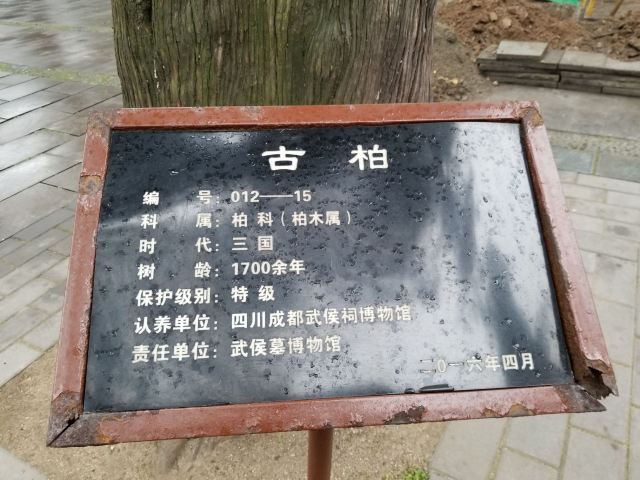 古 柏
编 号：012——15
科 属：柏 科（柏木属）
时 代：三 国
树 龄：1700余年
保护级别：特 级
认养单位：四川成都武侯祠博物馆
责任单位：武侯墓博物馆
二0一六年四月